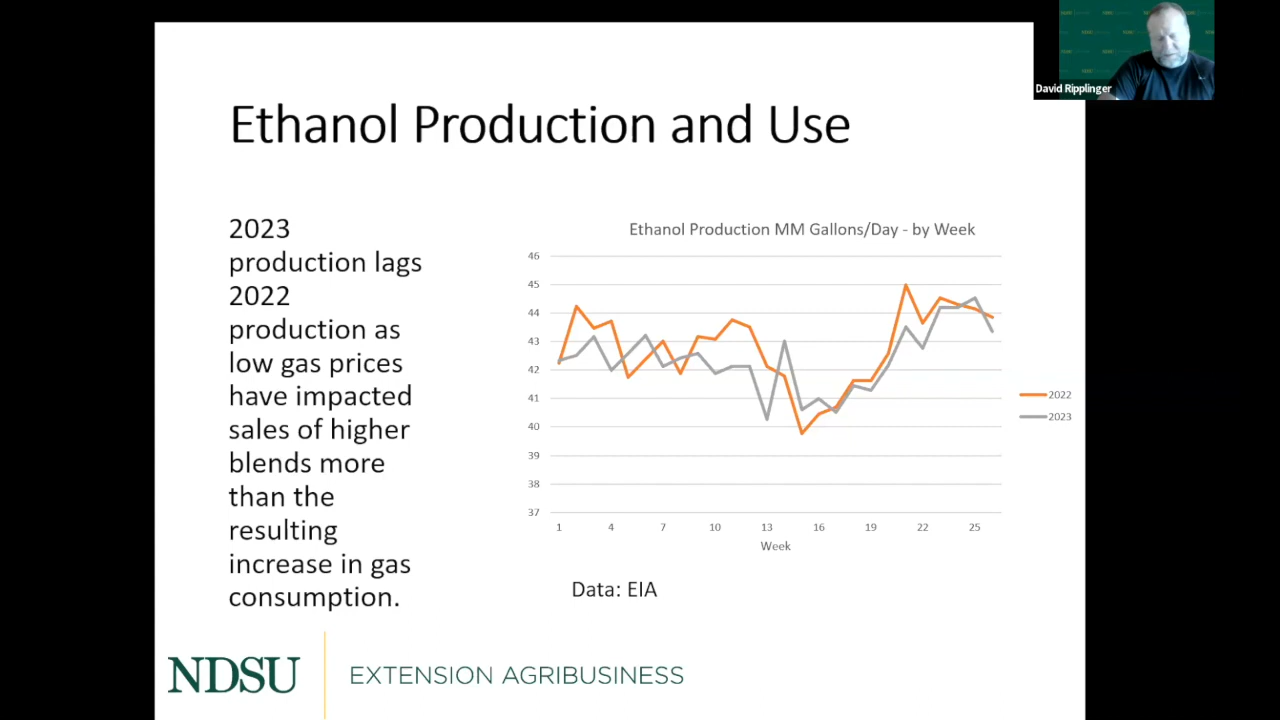 David Ripplinger
Ethanol Production and Use
2023
production lags
2022
production as
low gas prices
have impacted
sales of higher
blends more
than the
resulting
increase in gas
consumption.
Ethanol Production MM Gallons/Day - by Week
46
45
44
43
42
41
40
39
38
37
1 4 7 10 13 16 19 22 25
Week
2022
2023
Data: EIA
NDSU EXTENSION AGRIBUSINESS